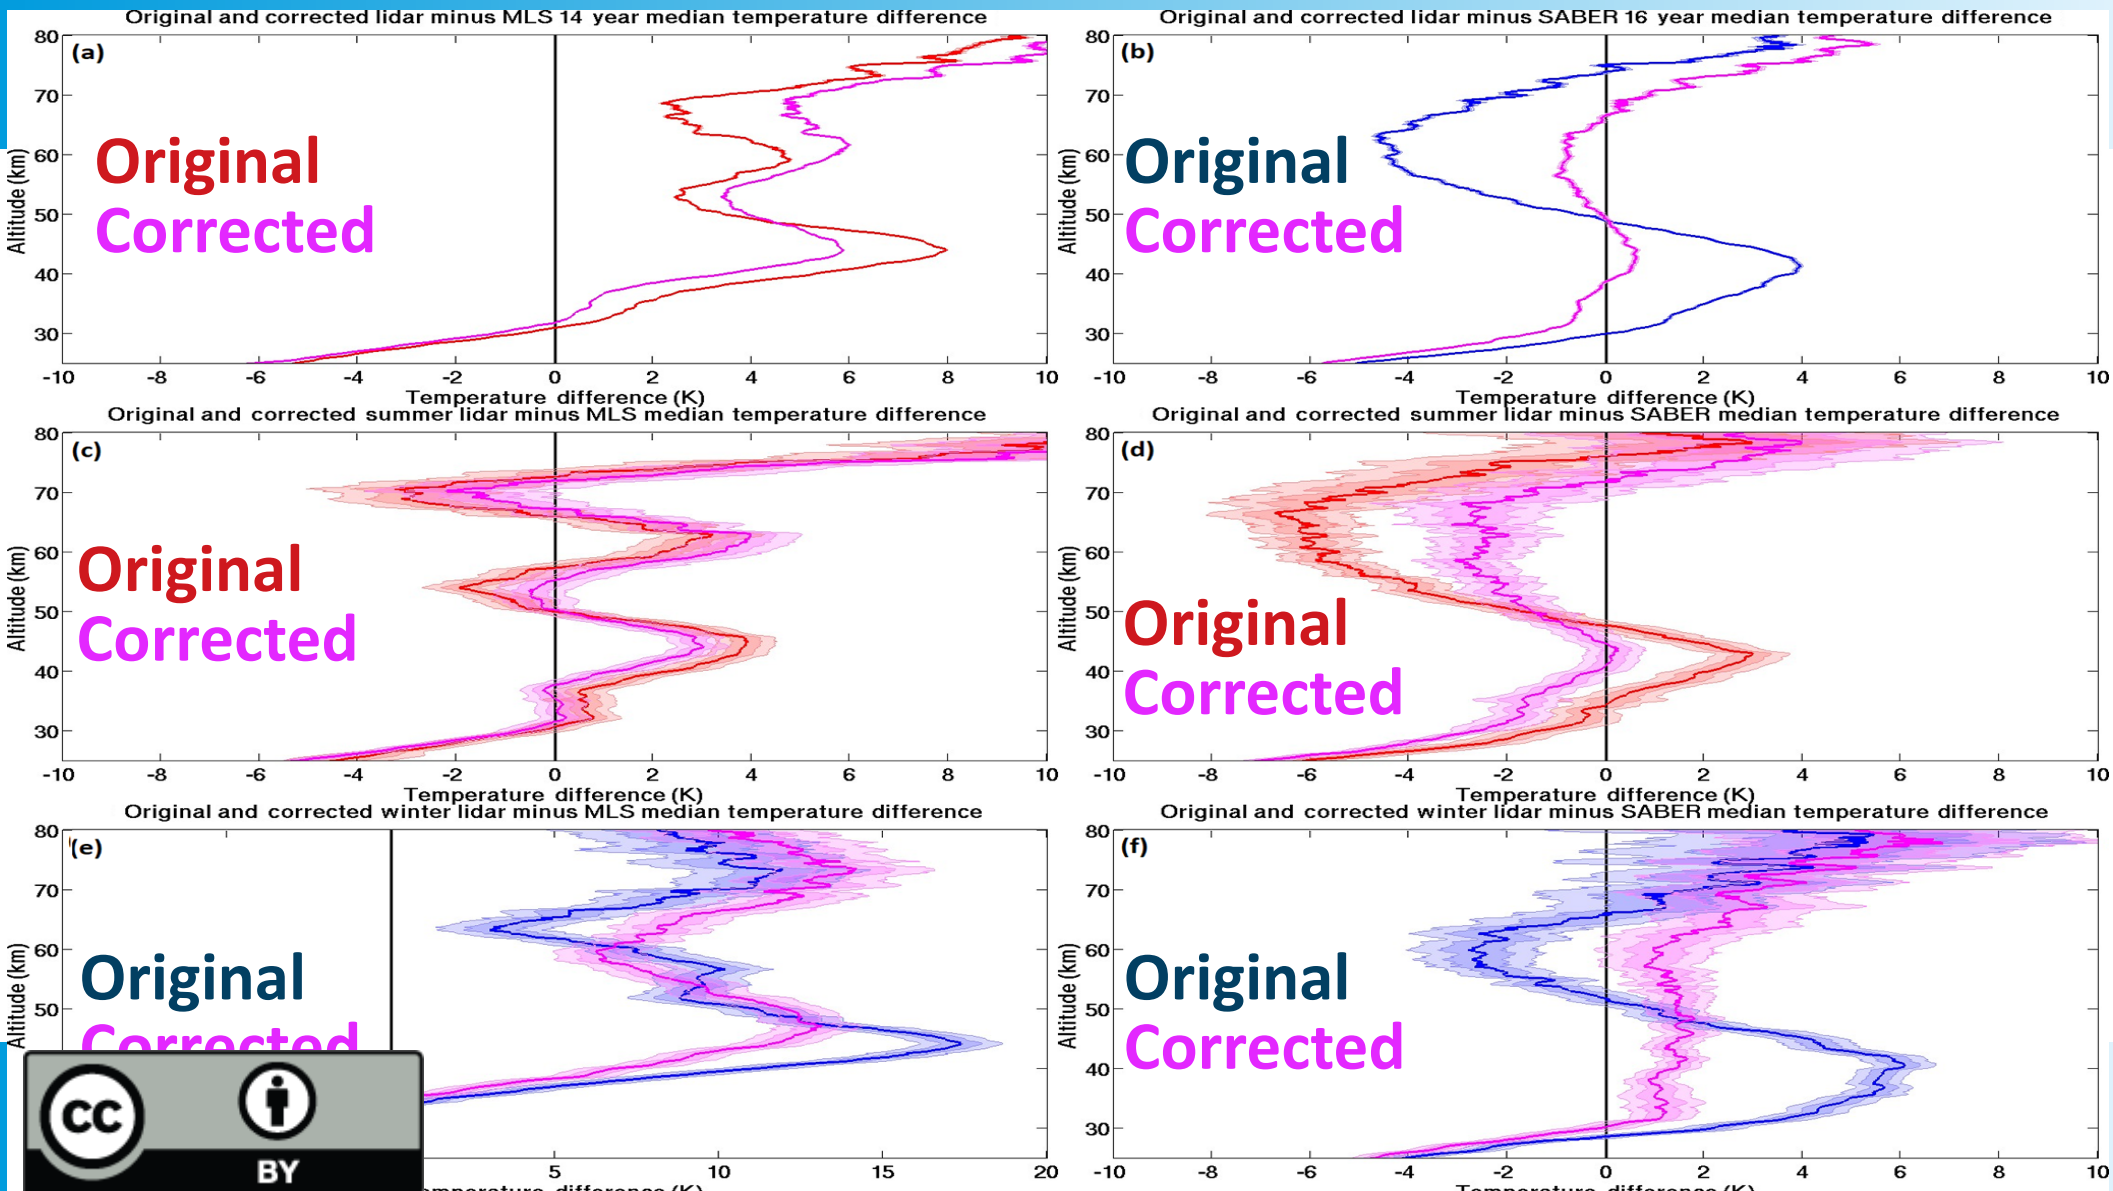 Original and corrected lidar minus MLS 14 year median temperature difference
(a)
80
70
60
50
40
30
Altitude (km)
Original
Corrected
-10 -8 -6 -4 -2 0 2 4 6 8 10
Temperature difference (K)
Original and corrected lidar minus SABER 16 year median temperature difference
(b)
80
70
60
50
40
30
Altitude (km)
Original
Corrected
-10 -8 -6 -4 -2 0 2 4 6 8 10
Temperature difference (K)
Original and corrected summer lidar minus MLS median temperature difference
(c)
80
70
60
50
40
30
Altitude (km)
Original
Corrected
-10 -8 -6 -4 -2 0 2 4 6 8 10
Temperature difference (K)
Original and corrected summer lidar minus SABER median temperature difference
(d)
80
70
60
50
40
30
Altitude (km)
Original
Corrected
-10 -8 -6 -4 -2 0 2 4 6 8 10
Temperature difference (K)
Original and corrected winter lidar minus MLS median temperature difference
(e)
80
70
60
50
Altitude (km)
Original
Corrected
5 10 15 20
difference (K)
Original and corrected winter lidar minus SABER median temperature difference
(f)
80
70
60
50
40
30
Altitude (km)
Original
Corrected
-10 -8 -6 -4 -2 0 2 4 6 8 10
Temperature difference (K)
cc
BY